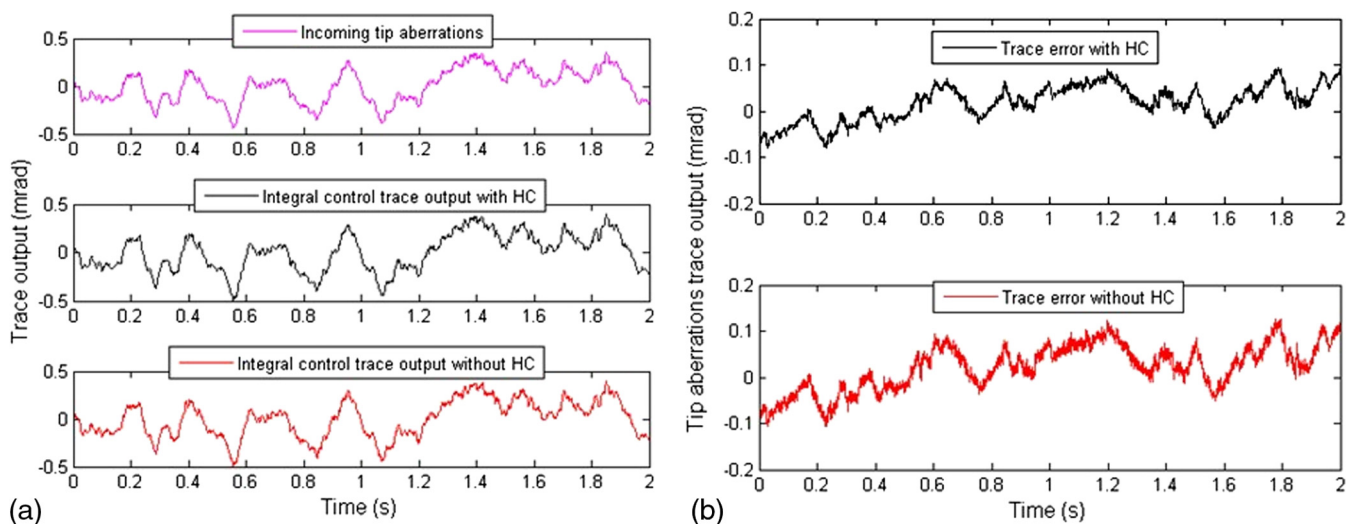 Incoming tip aberrations
0.5
0
-0.5
0 0.2 0.4 0.6 0.8 1 1.2 1.4 1.6 1.8 2
Trace output (mrad)
Integral control trace output with HC
0.5
0
-0.5
0 0.2 0.4 0.6 0.8 1 1.2 1.4 1.6 1.8 2
Integral control trace output without HC
0.5
0
-0.5
0 0.2 0.4 0.6 0.8 1 1.2 1.4 1.6 1.8 2
Time (s)
(a)
Tip aberrations trace output (mrad)
0.2
Trace error with HC
0.1
0
-0.1
-0.2
0 0.2 0.4 0.6 0.8 1 1.2 1.4 1.6 1.8 2
0.2
Trace error without HC
0.1
0
-0.1
-0.2
0 0.2 0.4 0.6 0.8 1 1.2 1.4 1.6 1.8 2
Time (s)
(b)